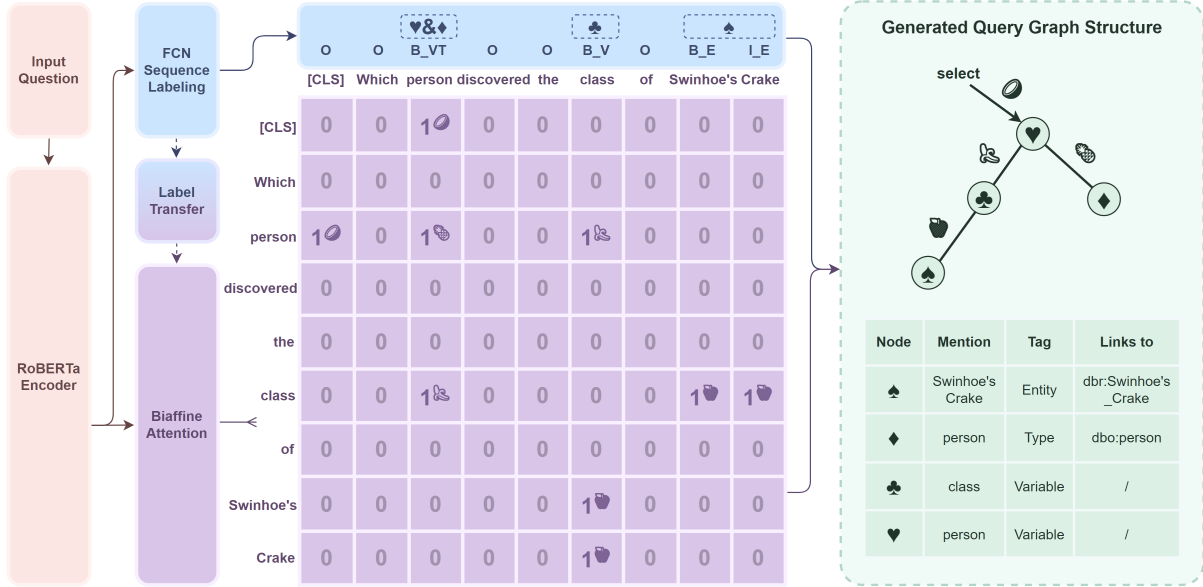 Input
Question
RoBERTa
Encoder
FCN
Sequence
Labeling
Label
Transfer
Biaffine
Attention
♥&♦ ♣ ♠
O O B_VT O O B_V O B_E I_E
[CLS] Which person discovered the class of Swinhoe's Crake
[CLS] 0 0 1 0 0 0 0 0 0
Which 0 0 0 0 0 0 0 0 0
person 1 0 1 0 0 1 0 0 0
discovered 0 0 0 0 0 0 0 0 0
the 0 0 0 0 0 0 0 0 0
class 0 0 1 0 0 0 0 1 1
of 0 0 0 0 0 0 0 0 0
Swinhoe's 0 0 0 0 0 1 0 0 0
Crake 0 0 0 0 0 1 0 0 0
Generated Query Graph Structure
select
♥
♣ ♦
♠
Node Mention Tag Links to
♠ Swinhoe's Crake Entity dbr:Swinhoe's_Crake
♦ person Type dbo:person
♣ class Variable /
♥ person Variable /